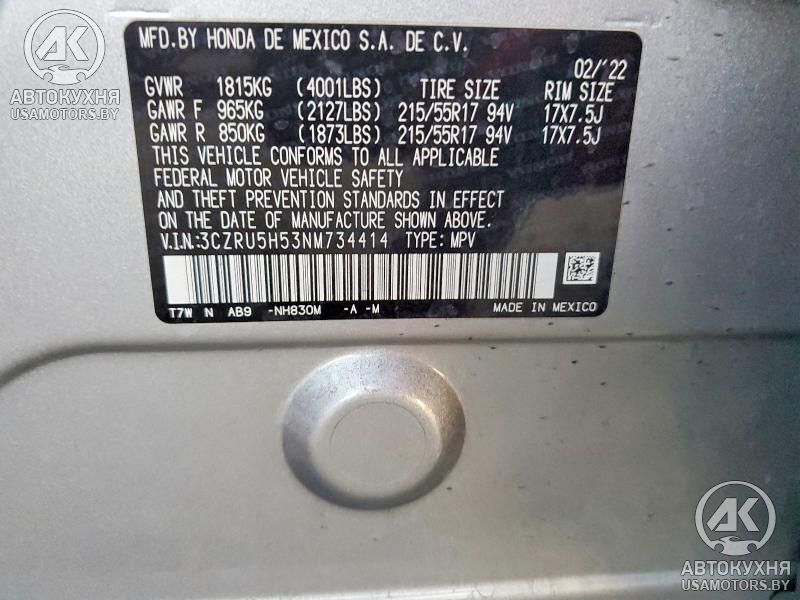 MFD.BY HONDA DE MEXICO S.A. DE C.V.
02/'22
GVWR 1815KG (4001LBS) TIRE SIZE RIM SIZE
GAWR F 965KG (2127LBS) 215/55R17 94V 17X7.5J
GAWR R 850KG (1873LBS) 215/55R17 94V 17X7.5J
THIS VEHICLE CONFORMS TO ALL APPLICABLE
FEDERAL MOTOR VEHICLE SAFETY
AND THEFT PREVENTION STANDARDS IN EFFECT
ON THE DATE OF MANUFACTURE SHOWN ABOVE.
V.I.N.:3CZRU5H53NM734414 TYPE: MPV
T7W N AB9 -NH830M -A -M MADE IN MEXICO
AK
АВТОКУХНЯ
USAMOTORS.BY
AK
АВТОКУХНЯ
USAMOTORS.BY